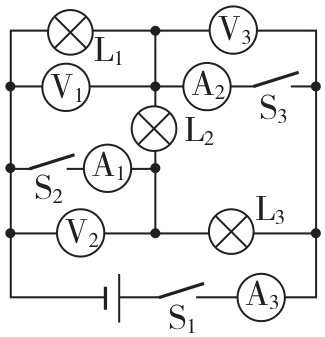 V₃
L₁
V₁ A₂
S₃
L₂
A₁
S₂
L₃
V₂
A₃
S₁